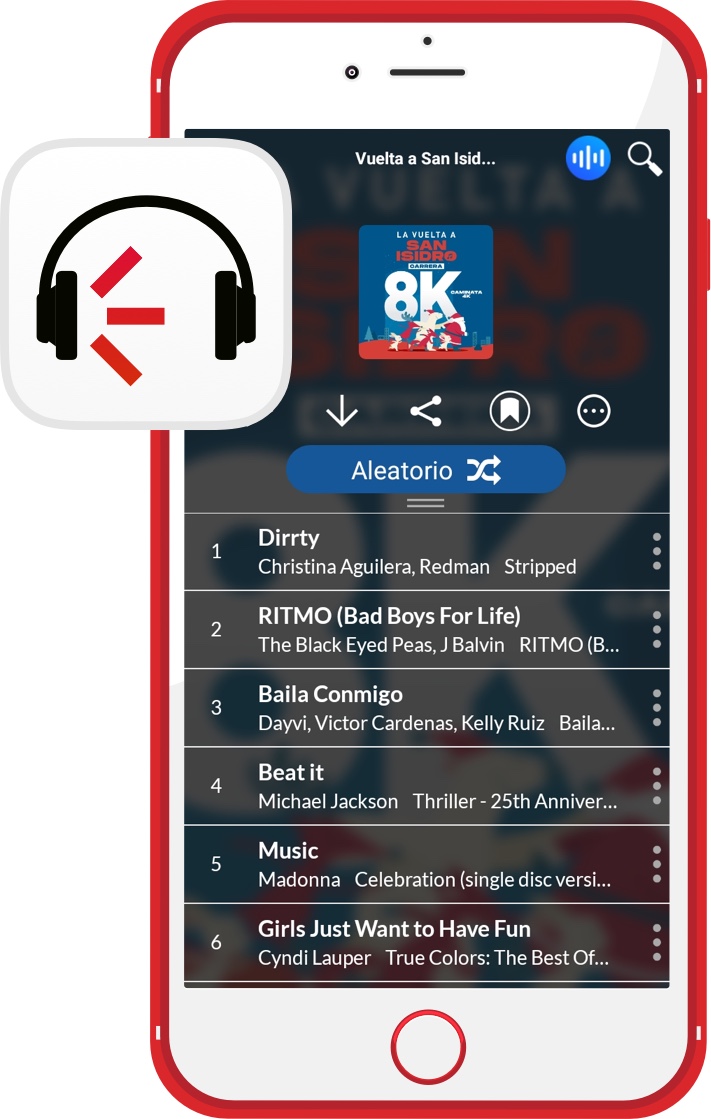 Vuelta a San Isid...
LA VUELTA A
SAN
ISIDRO
CARRERA
8K
CAMINATA
4K
Aleatorio
1
Dirrty
Christina Aguilera, Redman Stripped
2
RITMO (Bad Boys For Life)
The Black Eyed Peas, J Balvin RITMO (B...
3
Baila Conmigo
Dayvi, Victor Cardenas, Kelly Ruiz Baila...
4
Beat it
Michael Jackson Thriller - 25th Anniver...
5
Music
Madonna Celebration (single disc versi...
6
Girls Just Want to Have Fun
Cyndi Lauper True Colors: The Best Of...